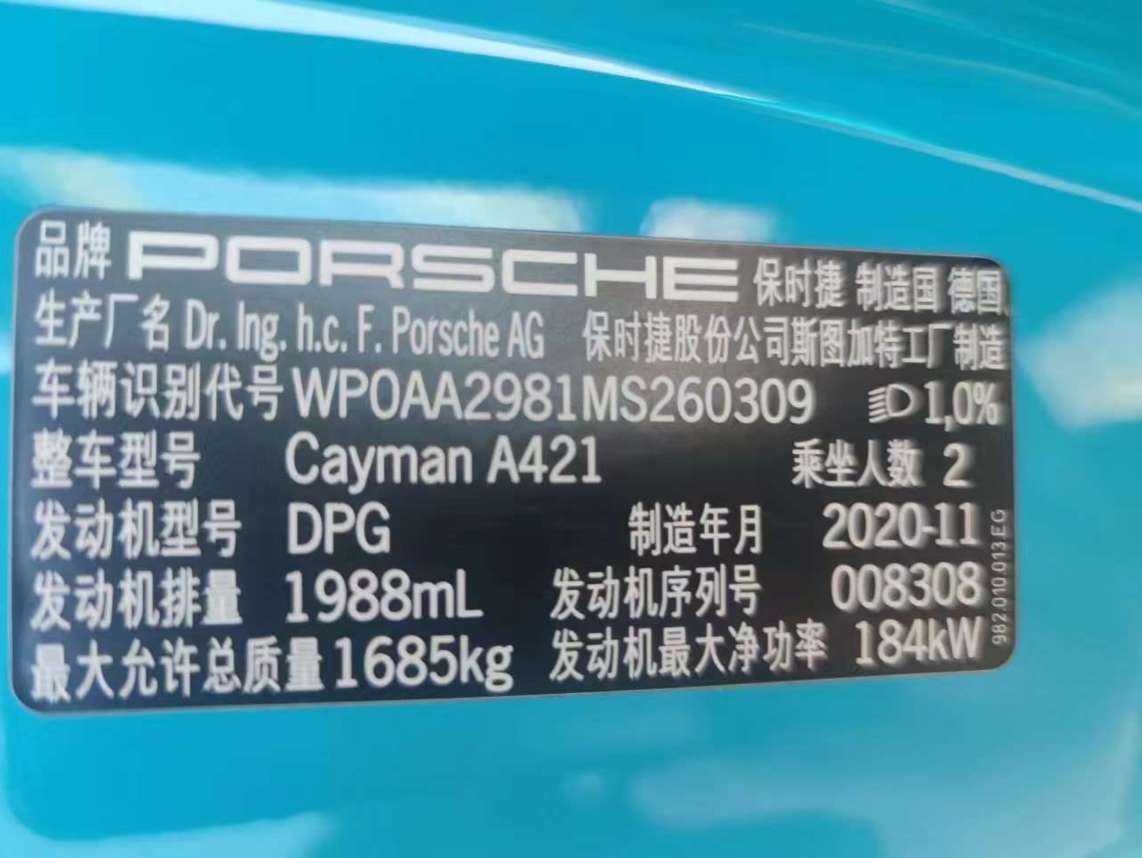 品牌 PORSCHE 保时捷 制造国 德国
生产厂名 Dr. Ing. h.c. F. Porsche AG 保时捷股份公司斯图加特工厂制造
车辆识别代号 WP0AA2981MS260309 1,0%
整车型号 Cayman A421 乘坐人数 2
发动机型号 DPG 制造年月 2020-11
发动机排量 1988mL 发动机序列号 008308
最大允许总质量 1685kg 发动机最大净功率 184kW
982.010.013 EG